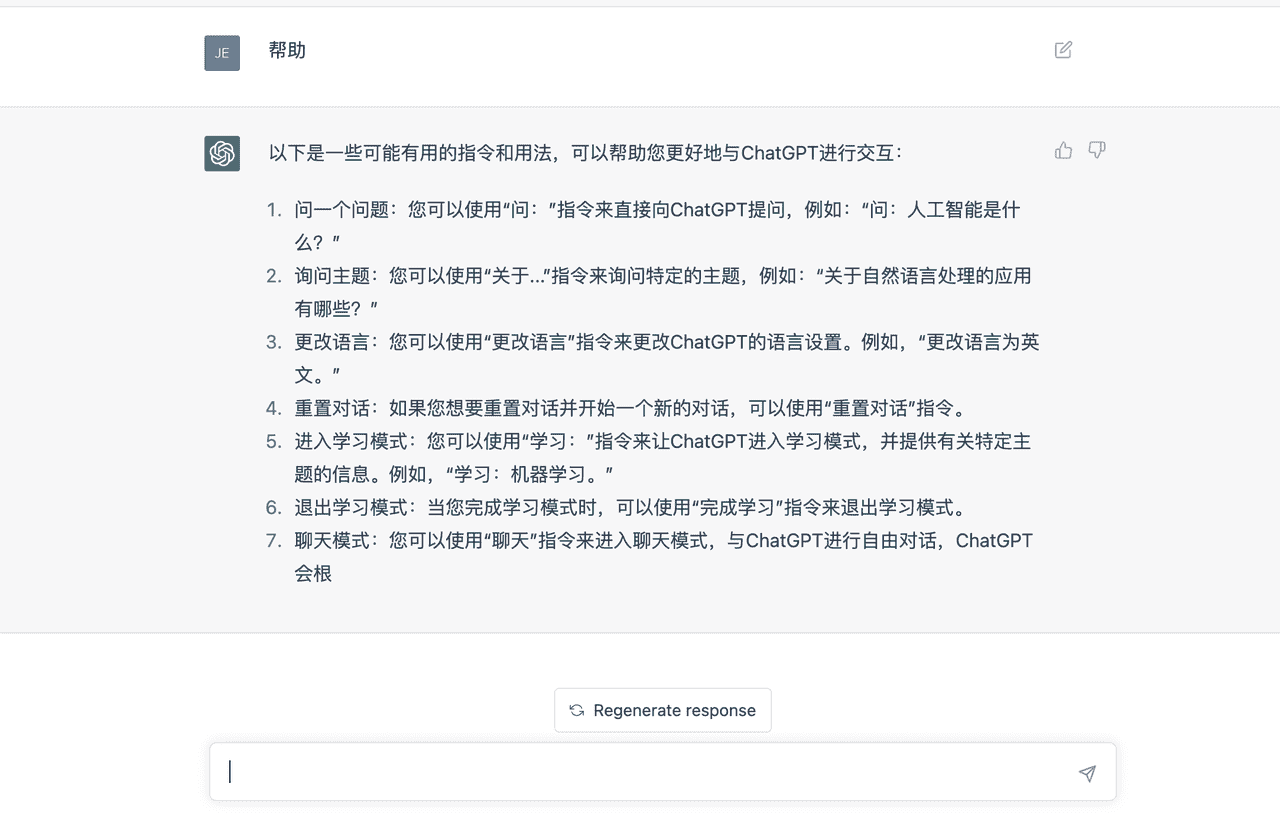 JE
帮助
以下是一些可能有用的指令和用法，可以帮助您更好地与ChatGPT进行交互：
1. 问一个问题：您可以使用“问：”指令来直接向ChatGPT提问，例如：“问：人工智能是什
么？”
2. 询问主题：您可以使用“关于...”指令来询问特定的主题，例如：“关于自然语言处理的应用
有哪些？”
3. 更改语言：您可以使用“更改语言”指令来更改ChatGPT的语言设置。例如，“更改语言为英
文。”
4. 重置对话：如果您想要重置对话并开始一个新的对话，可以使用“重置对话”指令。
5. 进入学习模式：您可以使用“学习：”指令来让ChatGPT进入学习模式，并提供有关特定主
题的信息。例如，“学习：机器学习。”
6. 退出学习模式：当您完成学习模式时，可以使用“完成学习”指令来退出学习模式。
7. 聊天模式：您可以使用“聊天”指令来进入聊天模式，与ChatGPT进行自由对话，ChatGPT
会根
Regenerate response